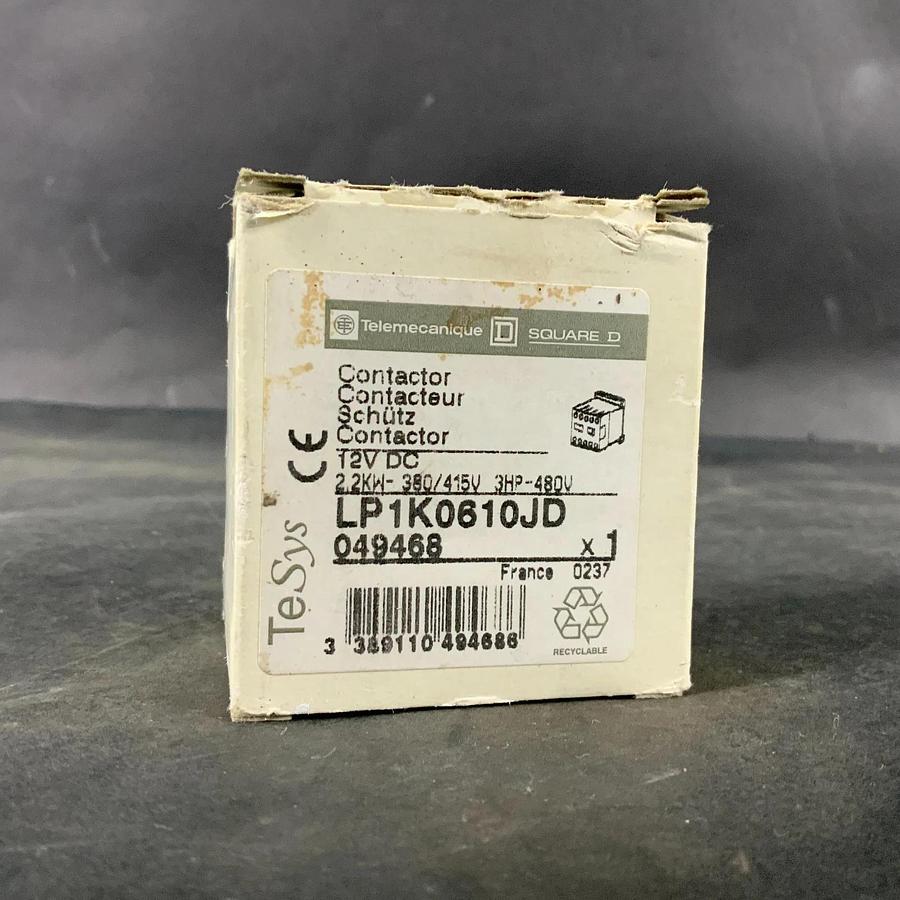 Telemecanique D SQUARE D
Contactor
Contacteur
Schütz
Contactor
12V DC
2.2KW- 380/415V 3HP-480V
LP1K0610JD
049468 x 1
France 0237
CE
TeSys
3 389110 494686
RECYCLABLE